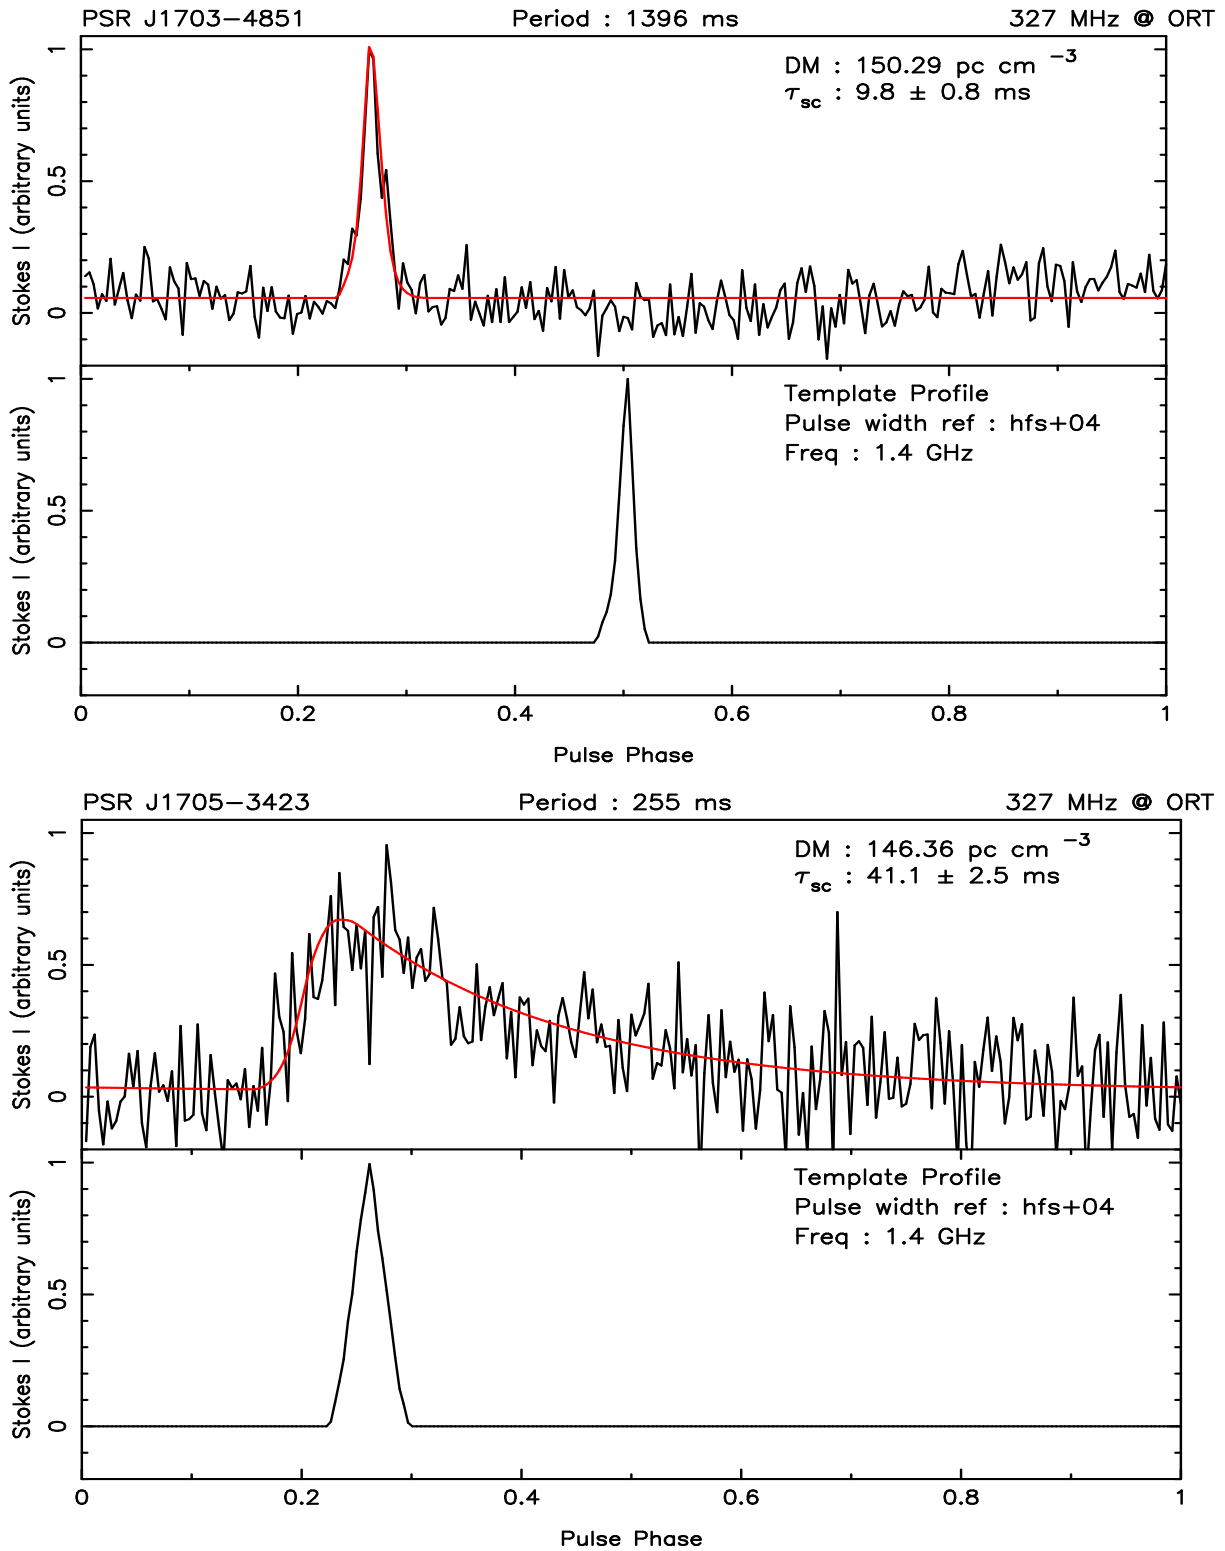 PSR J1703-4851 Period : 1396 ms 327 MHz @ ORT
DM : 150.29 pc cm -3
τsc : 9.8 ± 0.8 ms
Stokes I (arbitrary units)
1
0.5
0
Template Profile
Pulse width ref : hfs+04
Freq : 1.4 GHz
Stokes I (arbitrary units)
1
0.5
0
0 0.2 0.4 0.6 0.8 1
Pulse Phase
PSR J1705-3423 Period : 255 ms 327 MHz @ ORT
DM : 146.36 pc cm -3
τsc : 41.1 ± 2.5 ms
Stokes I (arbitrary units)
1
0.5
0
Template Profile
Pulse width ref : hfs+04
Freq : 1.4 GHz
Stokes I (arbitrary units)
1
0.5
0
0 0.2 0.4 0.6 0.8 1
Pulse Phase